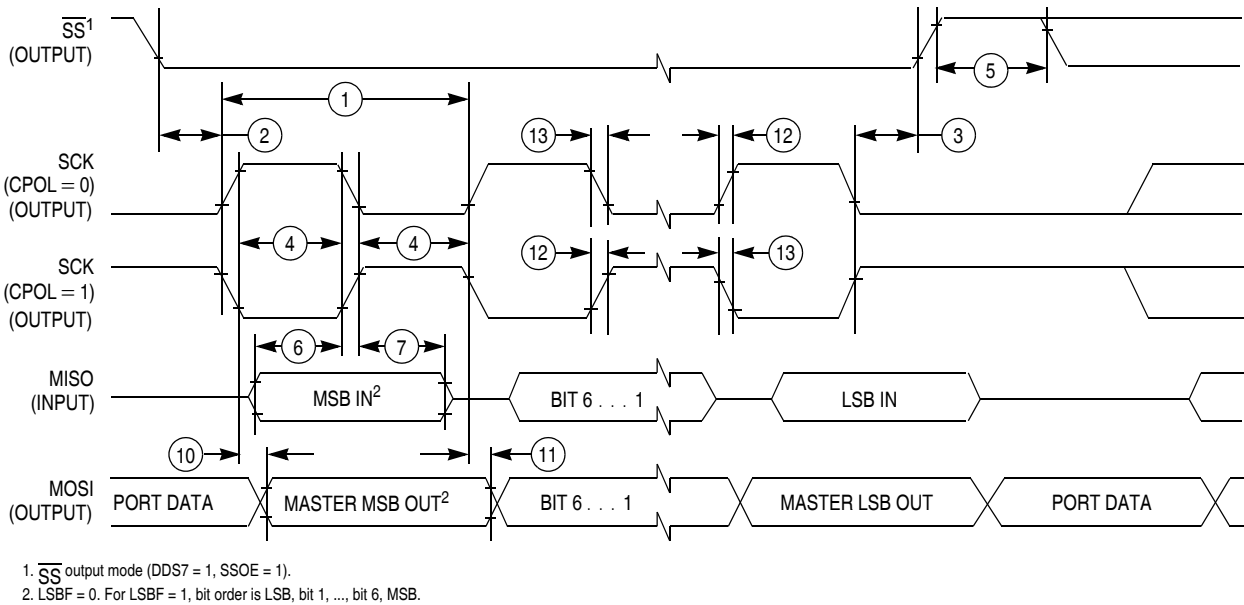 SS¹
(OUTPUT)
5
1
2
13
12
3
SCK
(CPOL = 0)
(OUTPUT)
4
4
12
13
SCK
(CPOL = 1)
(OUTPUT)
6
7
MISO
(INPUT)
MSB IN²
BIT 6 . . . 1
LSB IN
10
11
MOSI
(OUTPUT)
PORT DATA
MASTER MSB OUT²
BIT 6 . . . 1
MASTER LSB OUT
PORT DATA
1. SS output mode (DDS7 = 1, SSOE = 1).
2. LSBF = 0. For LSBF = 1, bit order is LSB, bit 1, ..., bit 6, MSB.